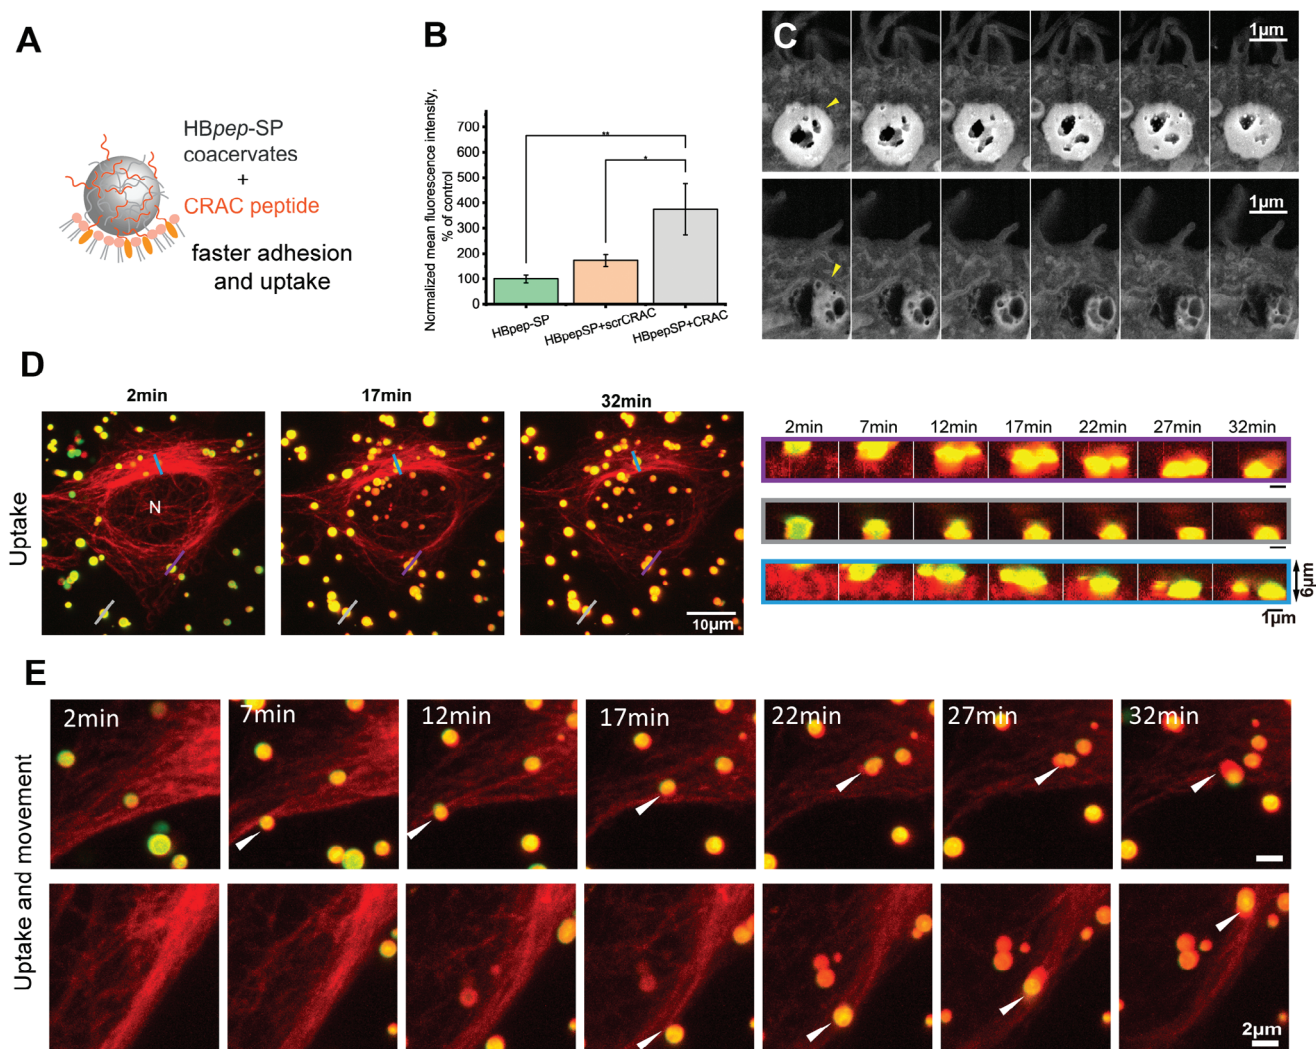 A
HBpep-SP
coacervates
+
CRAC peptide
faster adhesion
and uptake
B
Normalized mean fluorescence intensity,
% of control
700
600
500
400
300
200
100
0
**
*
HBpep-SP
HBpepSP+scrCRAC
HBpepSP+CRAC
C
1µm
1µm
D
Uptake
2min
17min
32min
N
10µm
2min 7min 12min 17min 22min 27min 32min
6µm
1µm
E
Uptake and movement
2min 7min 12min 17min 22min 27min 32min
2µm